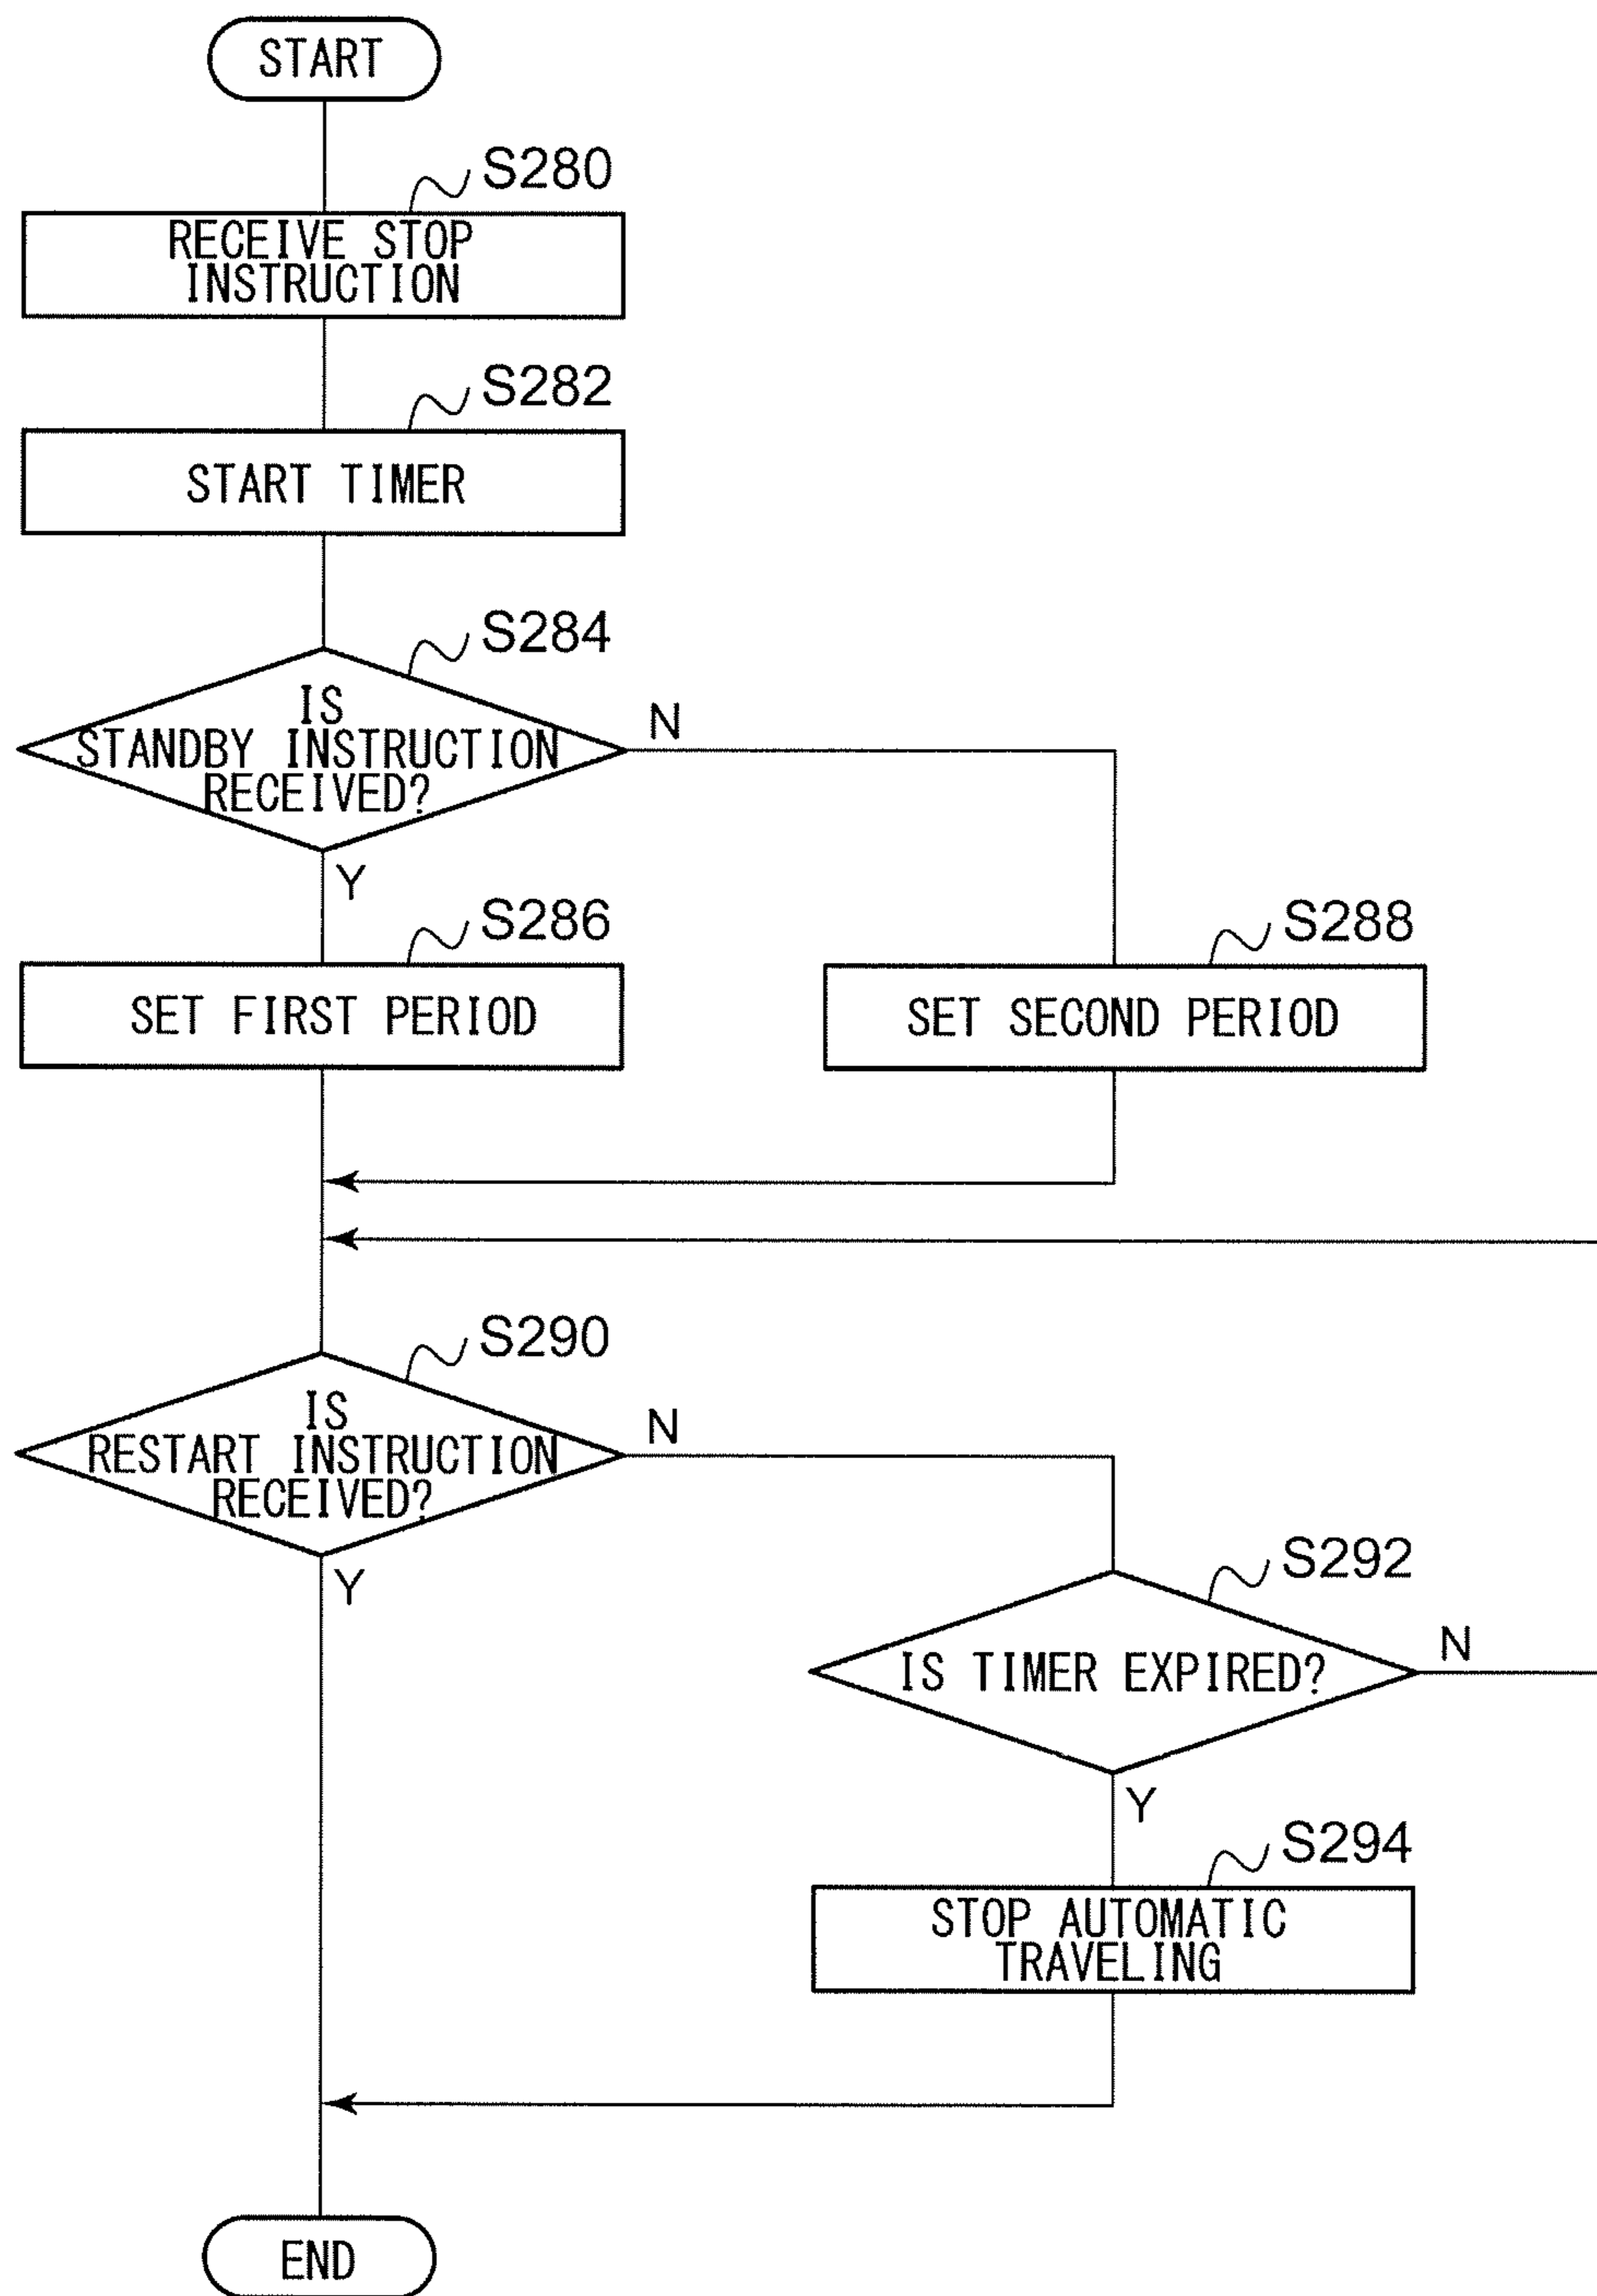 START
S280
RECEIVE STOP
INSTRUCTION
S282
START TIMER
S284
IS
STANDBY INSTRUCTION
RECEIVED?
N
Y
S286
SET FIRST PERIOD
S288
SET SECOND PERIOD
S290
IS
RESTART INSTRUCTION
RECEIVED?
N
Y
S292
IS TIMER EXPIRED?
N
Y
S294
STOP AUTOMATIC
TRAVELING
END